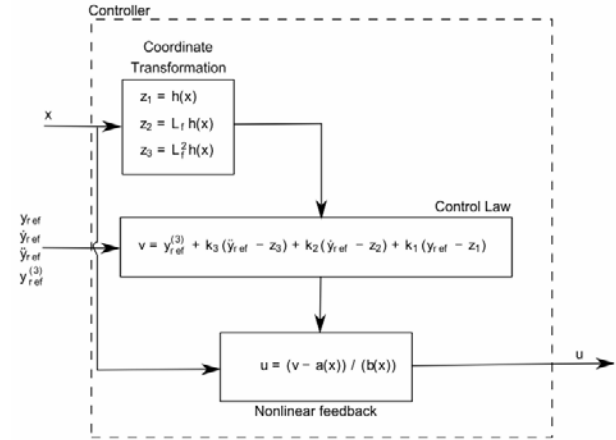 Controller
Coordinate
Transformation
z₁ = h(x)
z₂ = L_f h(x)
z₃ = L_f² h(x)
x
Control Law
y_ref
ẏ_ref
ÿ_ref
y_ref^(3)
v = y_ref^(3) + k₃ (ÿ_ref − z₃) + k₂ (ẏ_ref − z₂) + k₁ (y_ref − z₁)
u = (v − a(x)) / (b(x))
u
Nonlinear feedback